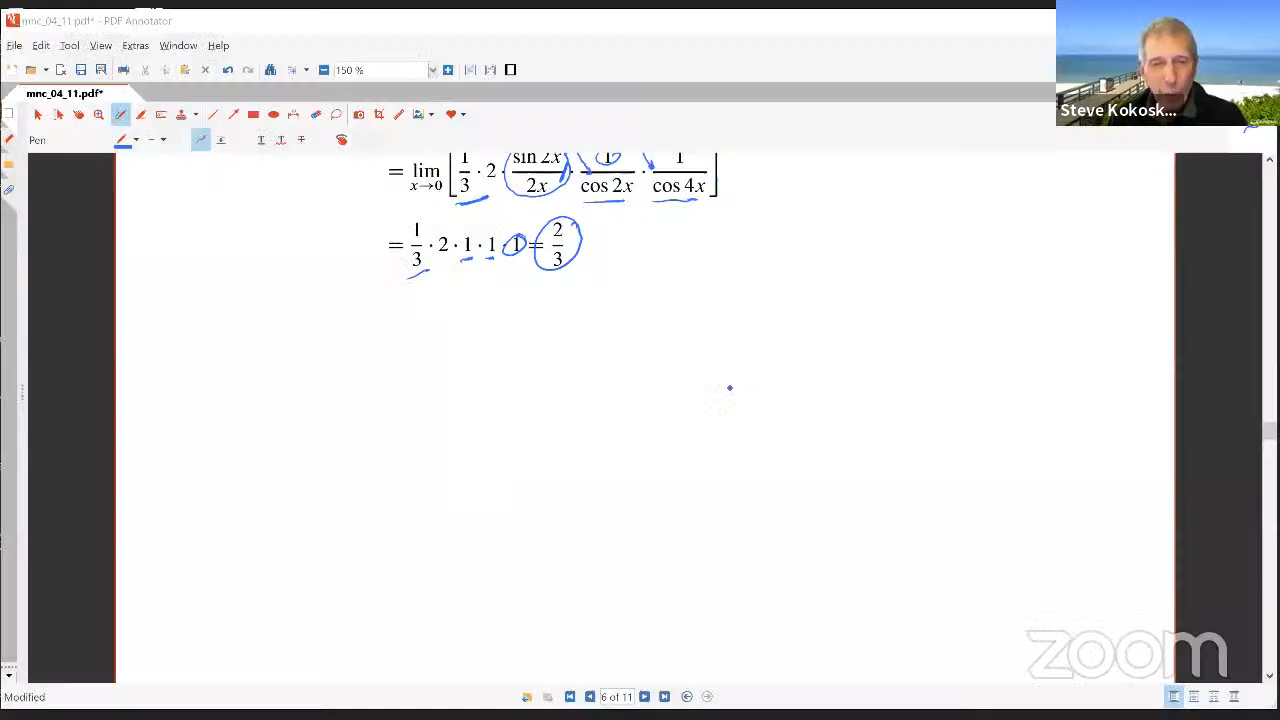 mnc_04_11.pdf* - PDF Annotator
File Edit Tool View Extras Window Help
150 %
mnc_04_11.pdf*
Steve Kokosk...
Pen
= lim x→0 [ 1/3 · 2 · sin 2x/2x · 1/cos 2x · 1/cos 4x ]
= 1/3 · 2 · 1 · 1 · 1 = 2/3
zoom
Modified
6 of 11